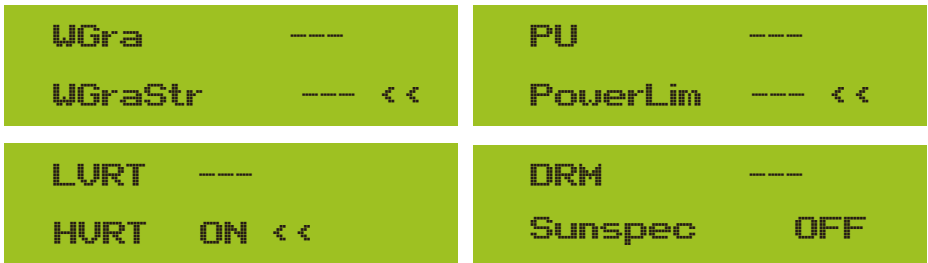 WGra ---
WGraStr --- <<
PU ---
PowerLim --- <<
LVRT ---
HVRT ON <<
DRM ---
Sunspec OFF